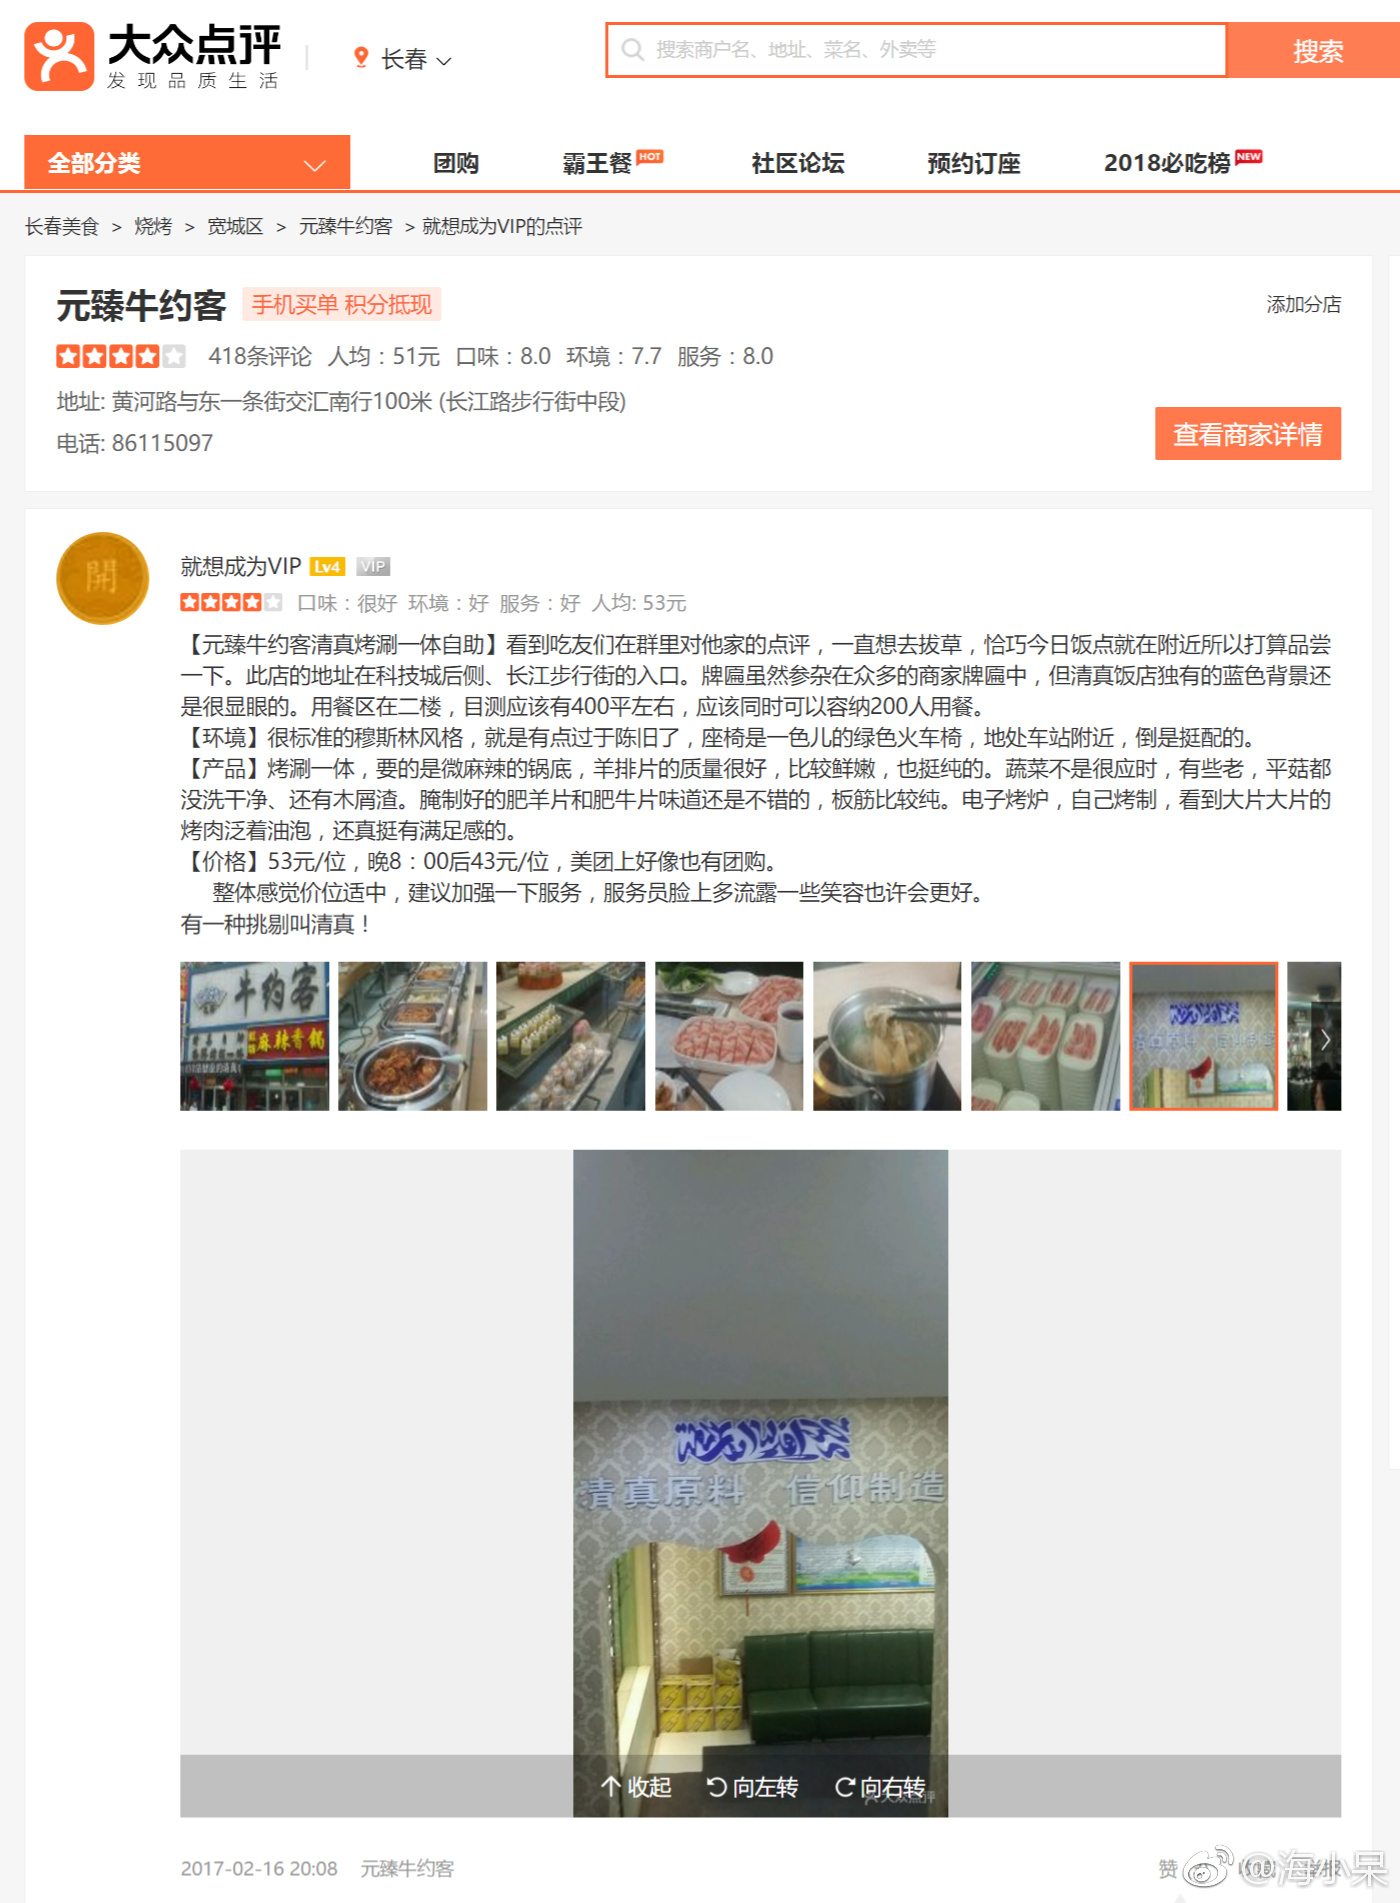 大众点评
发现品质生活
长春
搜索商户名、地址、菜名、外卖等
搜索
全部分类
团购
霸王餐 HOT
社区论坛
预约订座
2018必吃榜 NEW
长春美食 > 烧烤 > 宽城区 > 元臻牛约客 > 就想成为VIP的点评
元臻牛约客 手机买单 积分抵现
添加分店
418条评论 人均：51元 口味：8.0 环境：7.7 服务：8.0
地址: 黄河路与东一条街交汇南行100米 (长江路步行街中段)
电话: 86115097
查看商家详情
開
就想成为VIP Lv4 VIP
口味：很好 环境：好 服务：好 人均: 53元
【元臻牛约客清真烤涮一体自助】看到吃友们在群里对他家的点评，一直想去拔草，恰巧今日饭点就在附近所以打算品尝
一下。此店的地址在科技城后侧、长江步行街的入口。牌匾虽然参杂在众多的商家牌匾中，但清真饭店独有的蓝色背景还
是很显眼的。用餐区在二楼，目测应该有400平左右，应该同时可以容纳200人用餐。
【环境】很标准的穆斯林风格，就是有点过于陈旧了，座椅是一色儿的绿色火车椅，地处车站附近，倒是挺配的。
【产品】烤涮一体，要的是微麻辣的锅底，羊排片的质量很好，比较鲜嫩，也挺纯的。蔬菜不是很应时，有些老，平菇都
没洗干净、还有木屑渣。腌制好的肥羊片和肥牛片味道还是不错的，板筋比较纯。电子烤炉，自己烤制，看到大片大片的
烤肉泛着油泡，还真挺有满足感的。
【价格】53元/位，晚8：00后43元/位，美团上好像也有团购。
整体感觉价位适中，建议加强一下服务，服务员脸上多流露一些笑容也许会更好。
有一种挑剔叫清真！
牛约客
麻辣香锅
清真原料 信仰制造
收起 向左转 向右转
大众点评
2017-02-16 20:08 元臻牛约客
赞
@海小呆